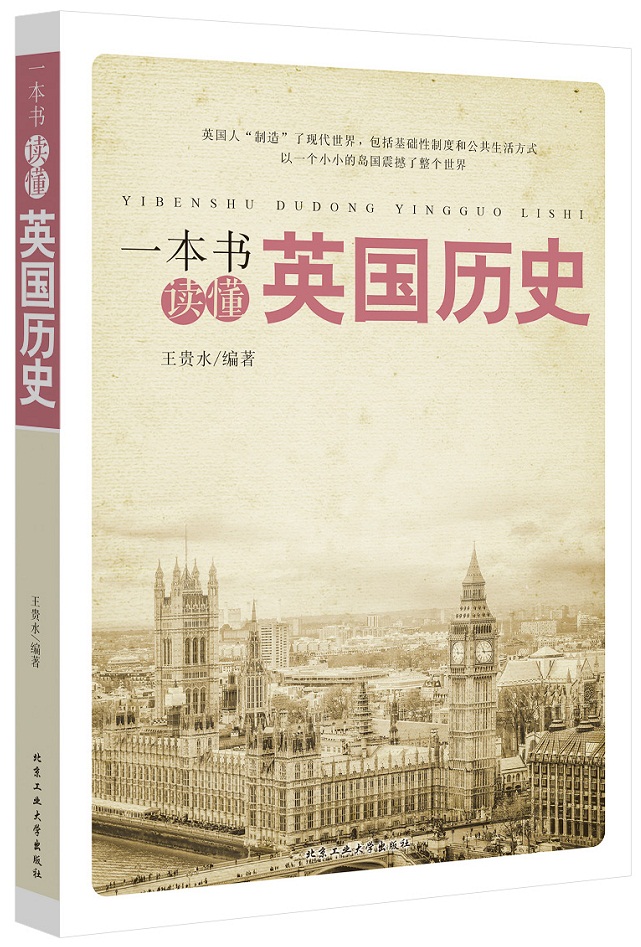 一本书
读懂
英国历史
王贵水/编著
北京工业大学出版社
英国人“制造”了现代世界，包括基础性制度和公共生活方式
以一个小小的岛国震撼了整个世界
YIBENSHU DUDONG YINGGUO LISHI
一本书
读懂
英国历史
王贵水/编著
北京工业大学出版社